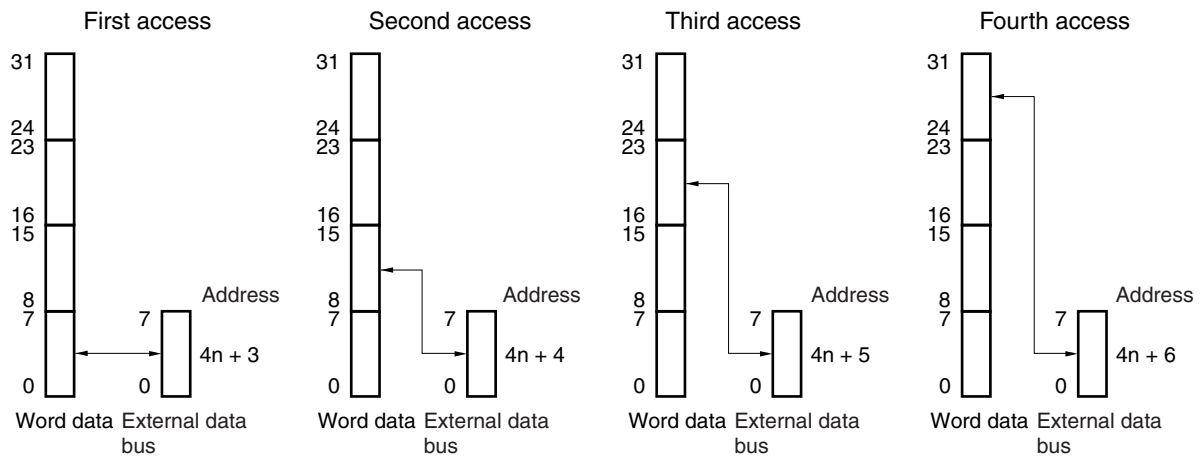 First access
31
24
23
16
15
8
7
0
Address
7
4n + 3
0
Word data External data
bus
Second access
31
24
23
16
15
8
7
0
Address
7
4n + 4
0
Word data External data
bus
Third access
31
24
23
16
15
8
7
0
Address
7
4n + 5
0
Word data External data
bus
Fourth access
31
24
23
16
15
8
7
0
Address
7
4n + 6
0
Word data External data
bus